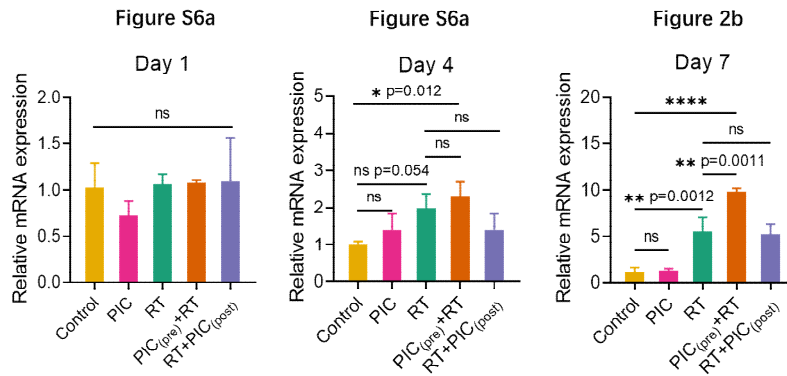 Figure S6a
Figure S6a
Figure 2b
Day 1
Day 4
Day 7
Relative mRNA expression
2.0
1.5
1.0
0.5
0.0
ns
Control
PIC
RT
PIC(pre)+RT
RT+PIC(post)
Relative mRNA expression
5
4
3
2
1
0
* p=0.012
ns
ns p=0.054
ns
ns
Control
PIC
RT
PIC(pre)+RT
RT+PIC(post)
Relative mRNA expression
20
15
10
5
0
****
ns
** p=0.0011
** p=0.0012
ns
Control
PIC
RT
PIC(pre)+RT
RT+PIC(post)